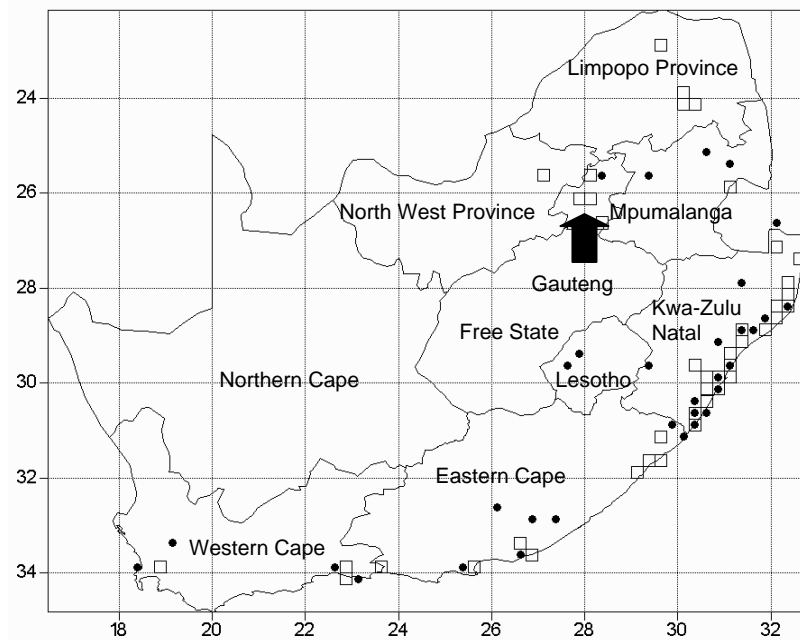 Limpopo Province
24
26
North West Province
Mpumalanga
28
Gauteng
Kwa-Zulu
Natal
Free State
30
Northern Cape
Lesotho
32
Eastern Cape
Western Cape
34
18
20
22
24
26
28
30
32